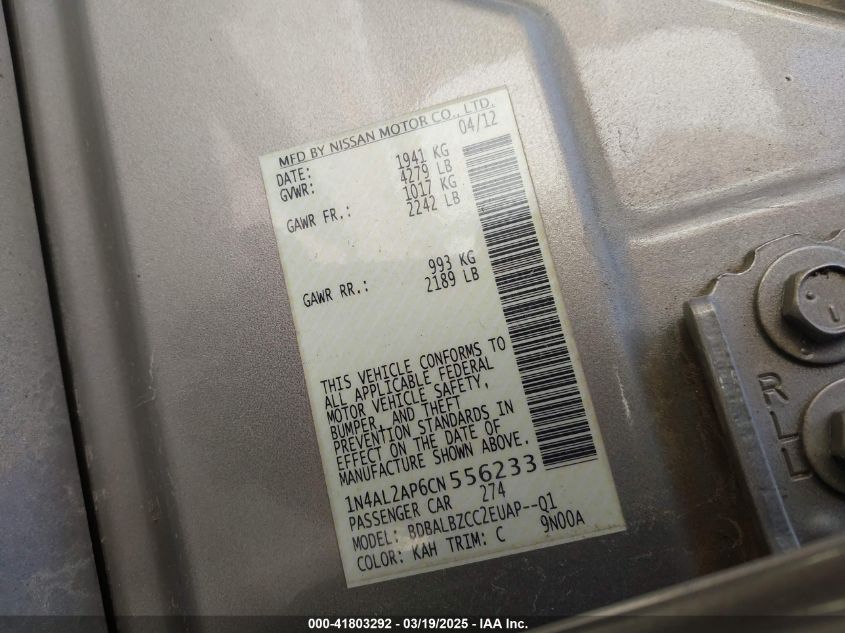 MFD BY NISSAN MOTOR CO., LTD.
DATE: 04/12
GVWR: 1941 KG
4279 LB
GAWR FR.: 1017 KG
2242 LB
GAWR RR.: 993 KG
2189 LB
THIS VEHICLE CONFORMS TO
ALL APPLICABLE FEDERAL
MOTOR VEHICLE SAFETY,
BUMPER, AND THEFT
PREVENTION STANDARDS IN
EFFECT ON THE DATE OF
MANUFACTURE SHOWN ABOVE.
1N4AL2AP6CN556233
PASSENGER CAR 274
MODEL: BDBALBZCC2EUAP--Q1
COLOR: KAH TRIM: C 9N00A
RLL
000-41803292 - 03/19/2025 - IAA Inc.